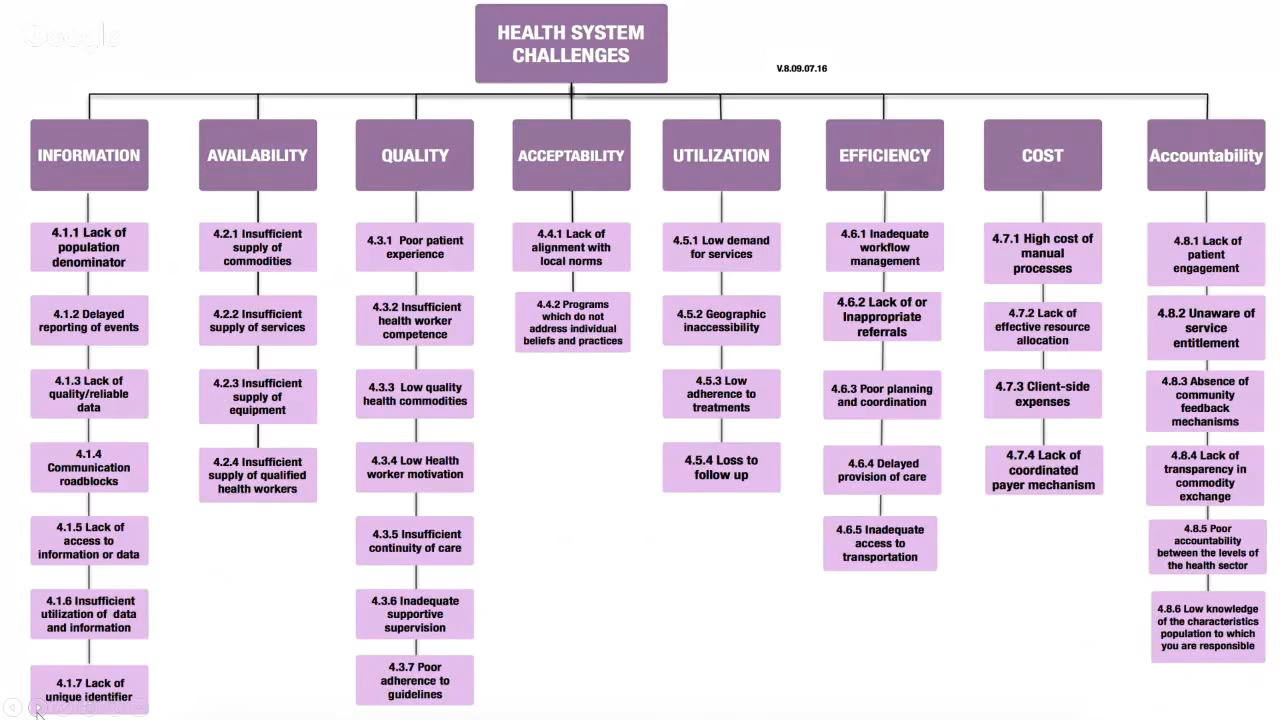 Google
HEALTH SYSTEM
CHALLENGES
V.8.09.07.16
INFORMATION
4.1.1 Lack of
population
denominator
4.1.2 Delayed
reporting of events
4.1.3 Lack of
quality/reliable
data
4.1.4
Communication
roadblocks
4.1.5 Lack of
access to
information or data
4.1.6 Insufficient
utilization of data
and information
4.1.7 Lack of
unique identifier
AVAILABILITY
4.2.1 Insufficient
supply of
commodities
4.2.2 Insufficient
supply of services
4.2.3 Insufficient
supply of
equipment
4.2.4 Insufficient
supply of qualified
health workers
QUALITY
4.3.1 Poor patient
experience
4.3.2 Insufficient
health worker
competence
4.3.3 Low quality
health commodities
4.3.4 Low Health
worker motivation
4.3.5 Insufficient
continuity of care
4.3.6 Inadequate
supportive
supervision
4.3.7 Poor
adherence to
guidelines
ACCEPTABILITY
4.4.1 Lack of
alignment with
local norms
4.4.2 Programs
which do not
address individual
beliefs and practices
UTILIZATION
4.5.1 Low demand
for services
4.5.2 Geographic
inaccessibility
4.5.3 Low
adherence to
treatments
4.5.4 Loss to
follow up
EFFICIENCY
4.6.1 Inadequate
workflow
management
4.6.2 Lack of or
Inappropriate
referrals
4.6.3 Poor planning
and coordination
4.6.4 Delayed
provision of care
4.6.5 Inadequate
access to
transportation
COST
4.7.1 High cost of
manual
processes
4.7.2 Lack of
effective resource
allocation
4.7.3 Client-side
expenses
4.7.4 Lack of
coordinated
payer mechanism
Accountability
4.8.1 Lack of
patient
engagement
4.8.2 Unaware of
service
entitlement
4.8.3 Absence of
community
feedback
mechanisms
4.8.4 Lack of
transparency in
commodity
exchange
4.8.5 Poor
accountability
between the levels of
the health sector
4.8.6 Low knowledge
of the characteristics
population to which
you are responsible